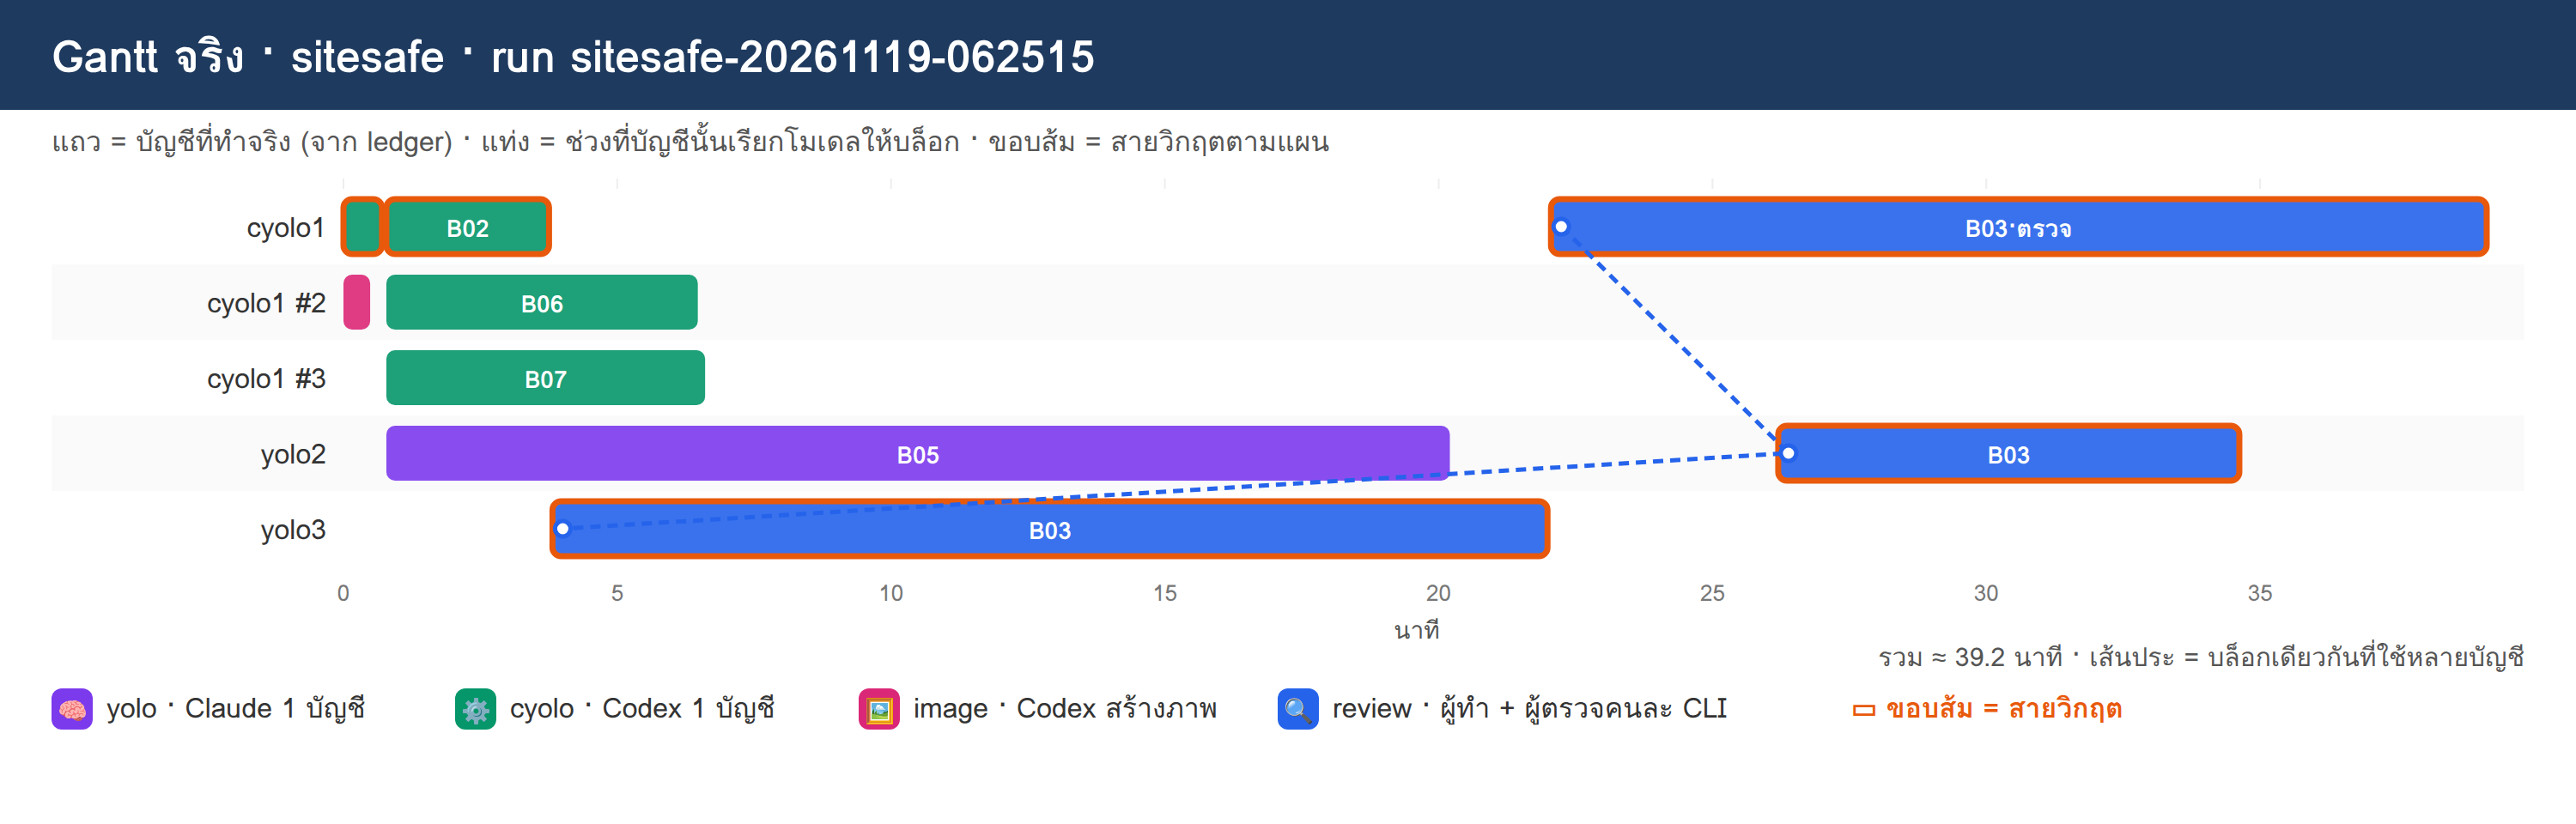 Gantt จริง · sitesafe · run sitesafe-20261119-062515
แถว = บัญชีที่ทำจริง (จาก ledger) · แท่ง = ช่วงที่บัญชีนั้นเรียกโมเดลให้บล็อก · ขอบส้ม = สายวิกฤตตามแผน
cyolo1
B02
B03·ตรวจ
cyolo1 #2
B06
cyolo1 #3
B07
yolo2
B05
B03
yolo3
B03
0 5 10 15 20 25 30 35
นาที
รวม ≈ 39.2 นาที · เส้นประ = บล็อกเดียวกันที่ใช้หลายบัญชี
yolo · Claude 1 บัญชี
cyolo · Codex 1 บัญชี
image · Codex สร้างภาพ
review · ผู้ทำ + ผู้ตรวจคนละ CLI
ขอบส้ม = สายวิกฤต